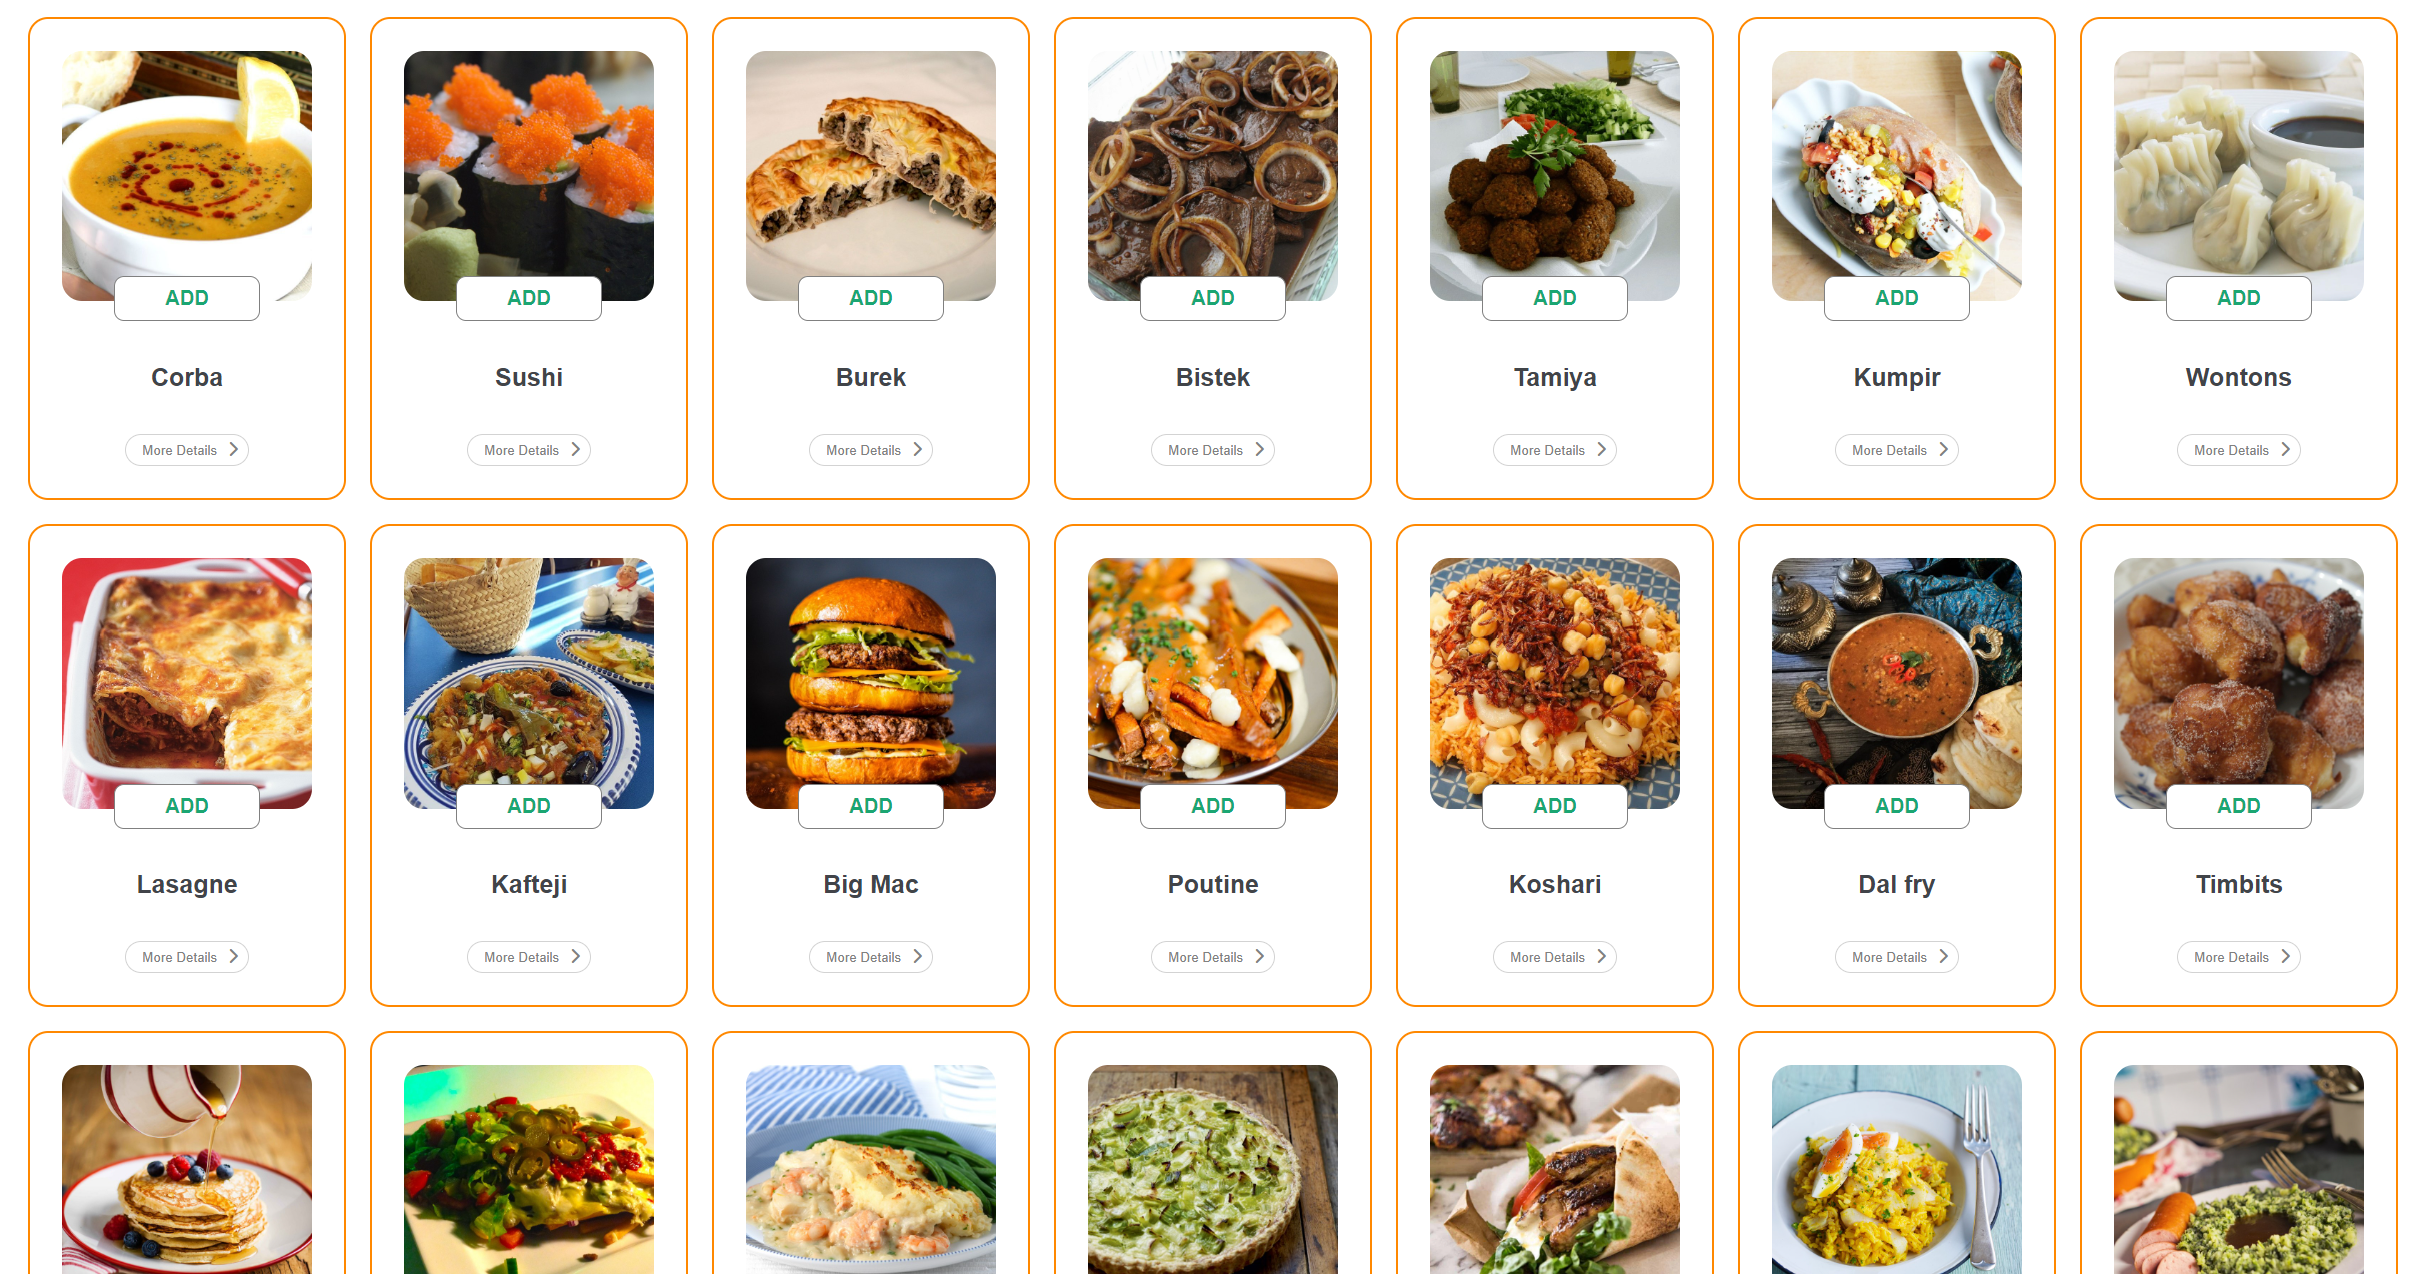 ADD
ADD
ADD
ADD
ADD
ADD
ADD
Corba
Sushi
Burek
Bistek
Tamiya
Kumpir
Wontons
More Details
More Details
More Details
More Details
More Details
More Details
More Details
ADD
ADD
ADD
ADD
ADD
ADD
ADD
Lasagne
Kafteji
Big Mac
Poutine
Koshari
Dal fry
Timbits
More Details
More Details
More Details
More Details
More Details
More Details
More Details